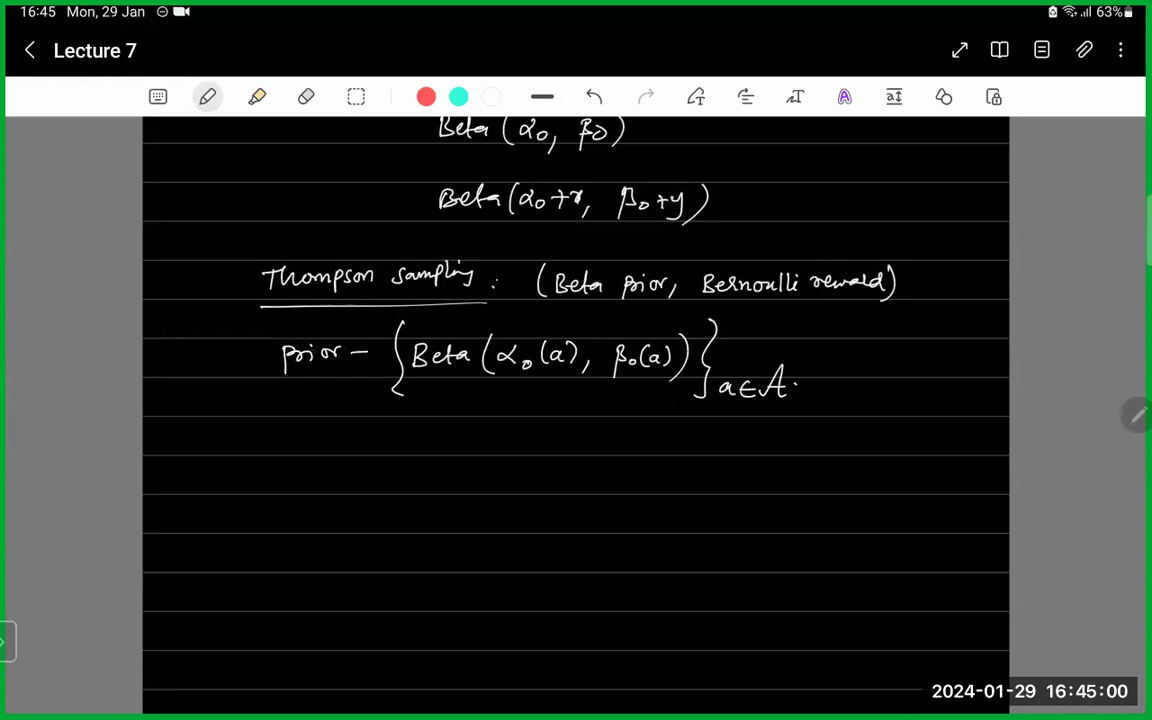 16:45 Mon, 29 Jan
63%
Lecture 7
Beta (α₀, β₀)
Beta (α₀+x, β₀+y)
Thompson sampling : (Beta prior, Bernoulli reward)
prior – {Beta (α₀(a), β₀(a))}a∈A.
2024-01-29 16:45:00